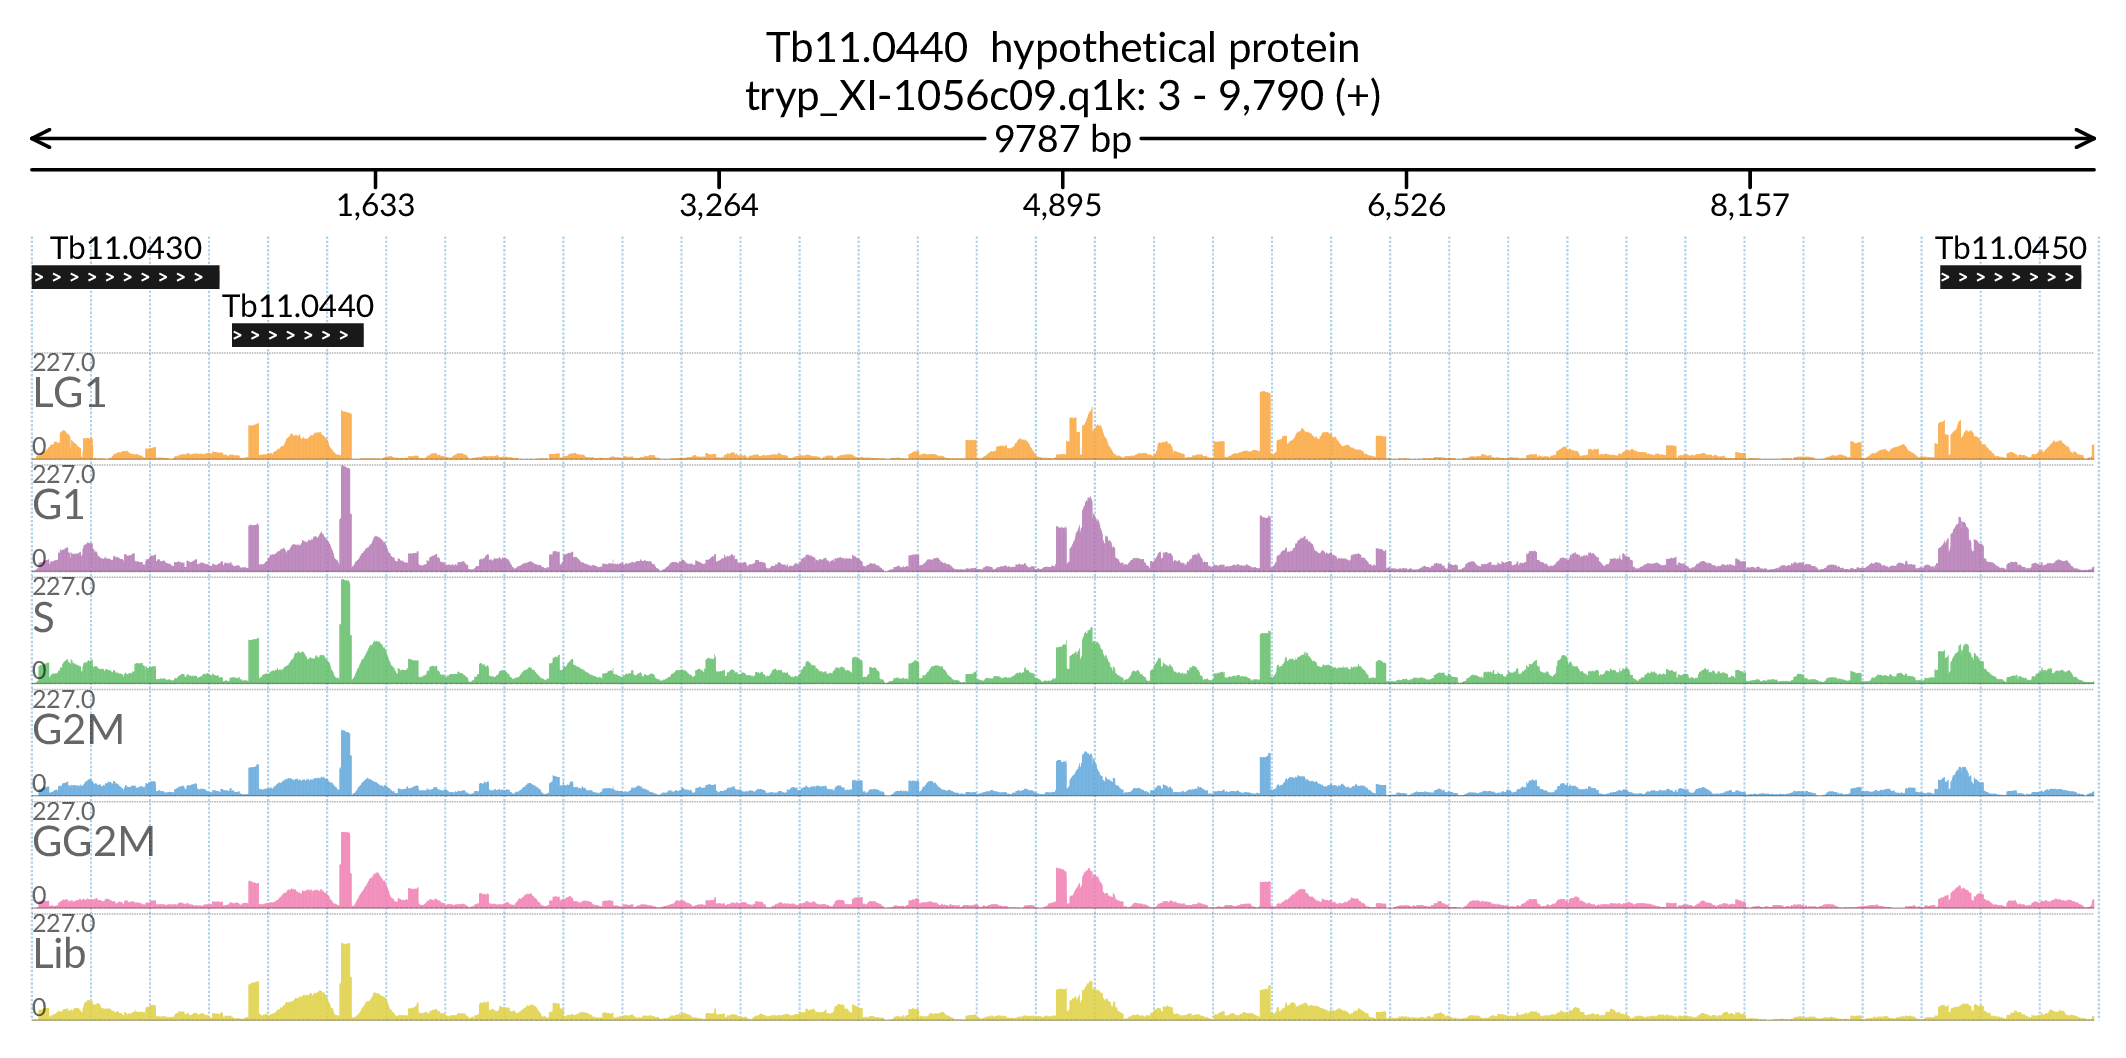 Tb11.0440 hypothetical protein
tryp_XI-1056c09.q1k: 3 - 9,790 (+)
9787 bp
1,633 3,264 4,895 6,526 8,157
Tb11.0430 Tb11.0450
Tb11.0440
227.0
LG1
0
227.0
G1
0
227.0
S
0
227.0
G2M
0
227.0
GG2M
0
227.0
Lib
0